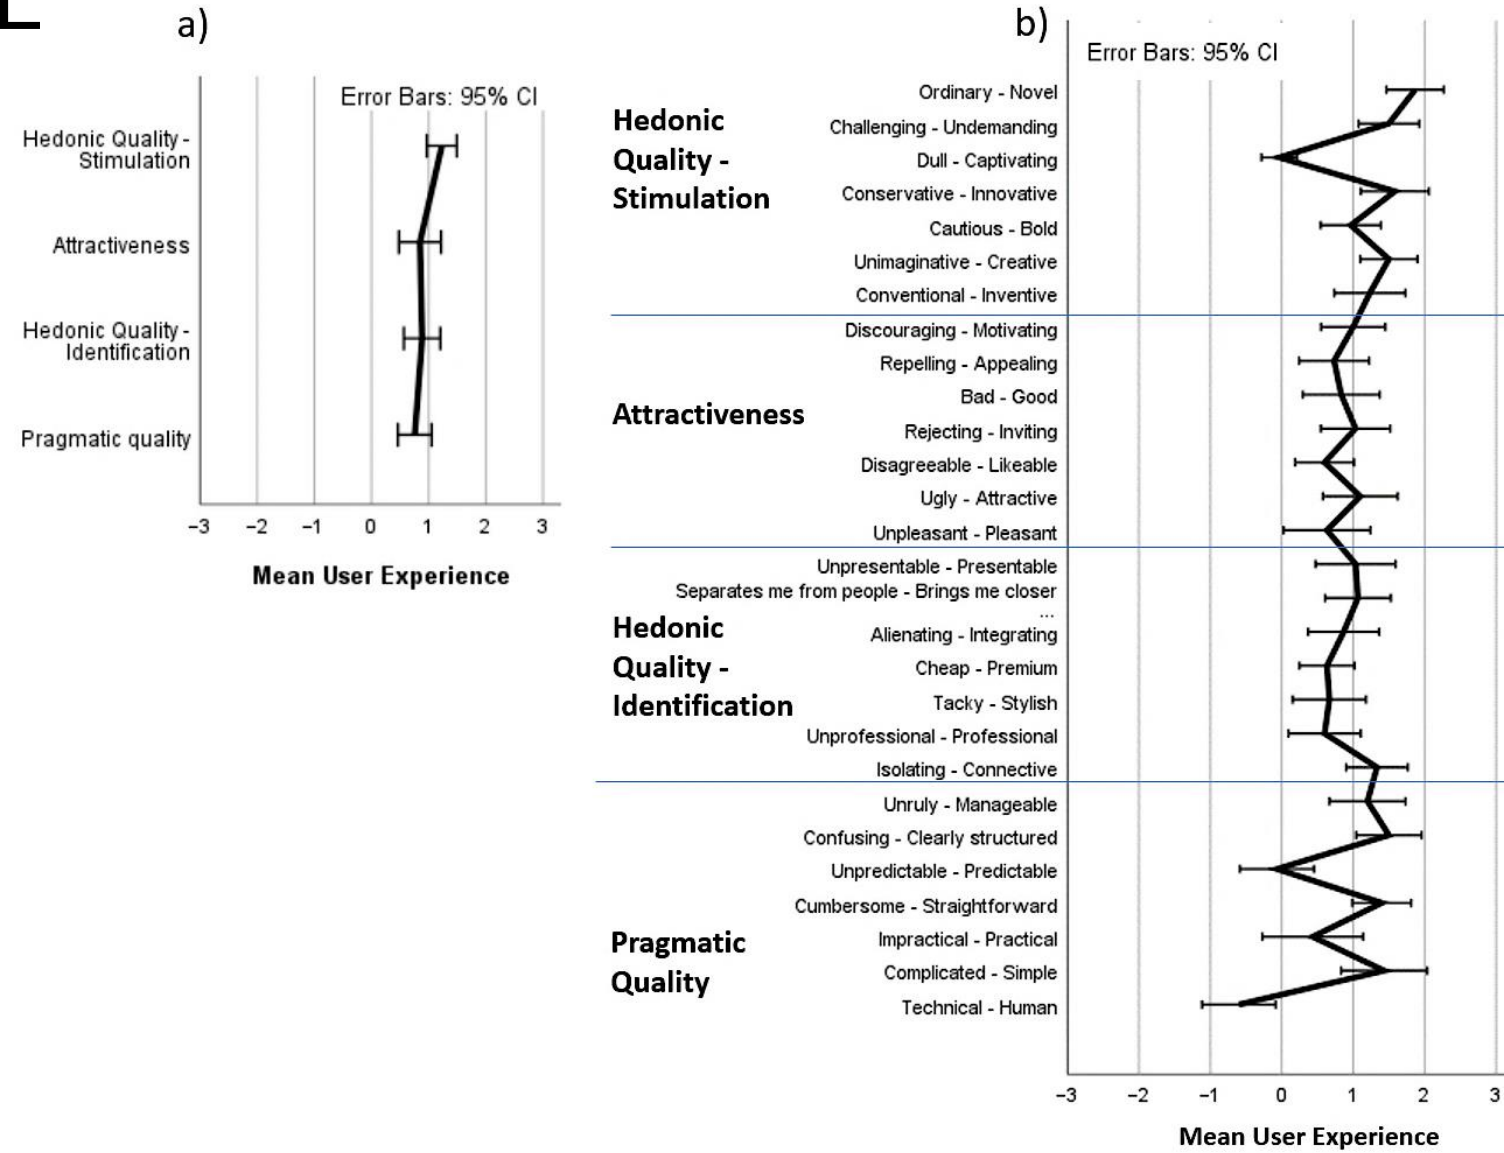 a)
Error Bars: 95% CI
Hedonic Quality -
Stimulation
Attractiveness
Hedonic Quality -
Identification
Pragmatic quality
−3 −2 −1 0 1 2 3
Mean User Experience
b)
Error Bars: 95% CI
Hedonic
Quality -
Stimulation
Ordinary - Novel
Challenging - Undemanding
Dull - Captivating
Conservative - Innovative
Cautious - Bold
Unimaginative - Creative
Conventional - Inventive
Attractiveness
Discouraging - Motivating
Repelling - Appealing
Bad - Good
Rejecting - Inviting
Disagreeable - Likeable
Ugly - Attractive
Unpleasant - Pleasant
Hedonic
Quality -
Identification
Unpresentable - Presentable
Separates me from people - Brings me closer
...
Alienating - Integrating
Cheap - Premium
Tacky - Stylish
Unprofessional - Professional
Isolating - Connective
Pragmatic
Quality
Unruly - Manageable
Confusing - Clearly structured
Unpredictable - Predictable
Cumbersome - Straightforward
Impractical - Practical
Complicated - Simple
Technical - Human
−3 −2 −1 0 1 2 3
Mean User Experience